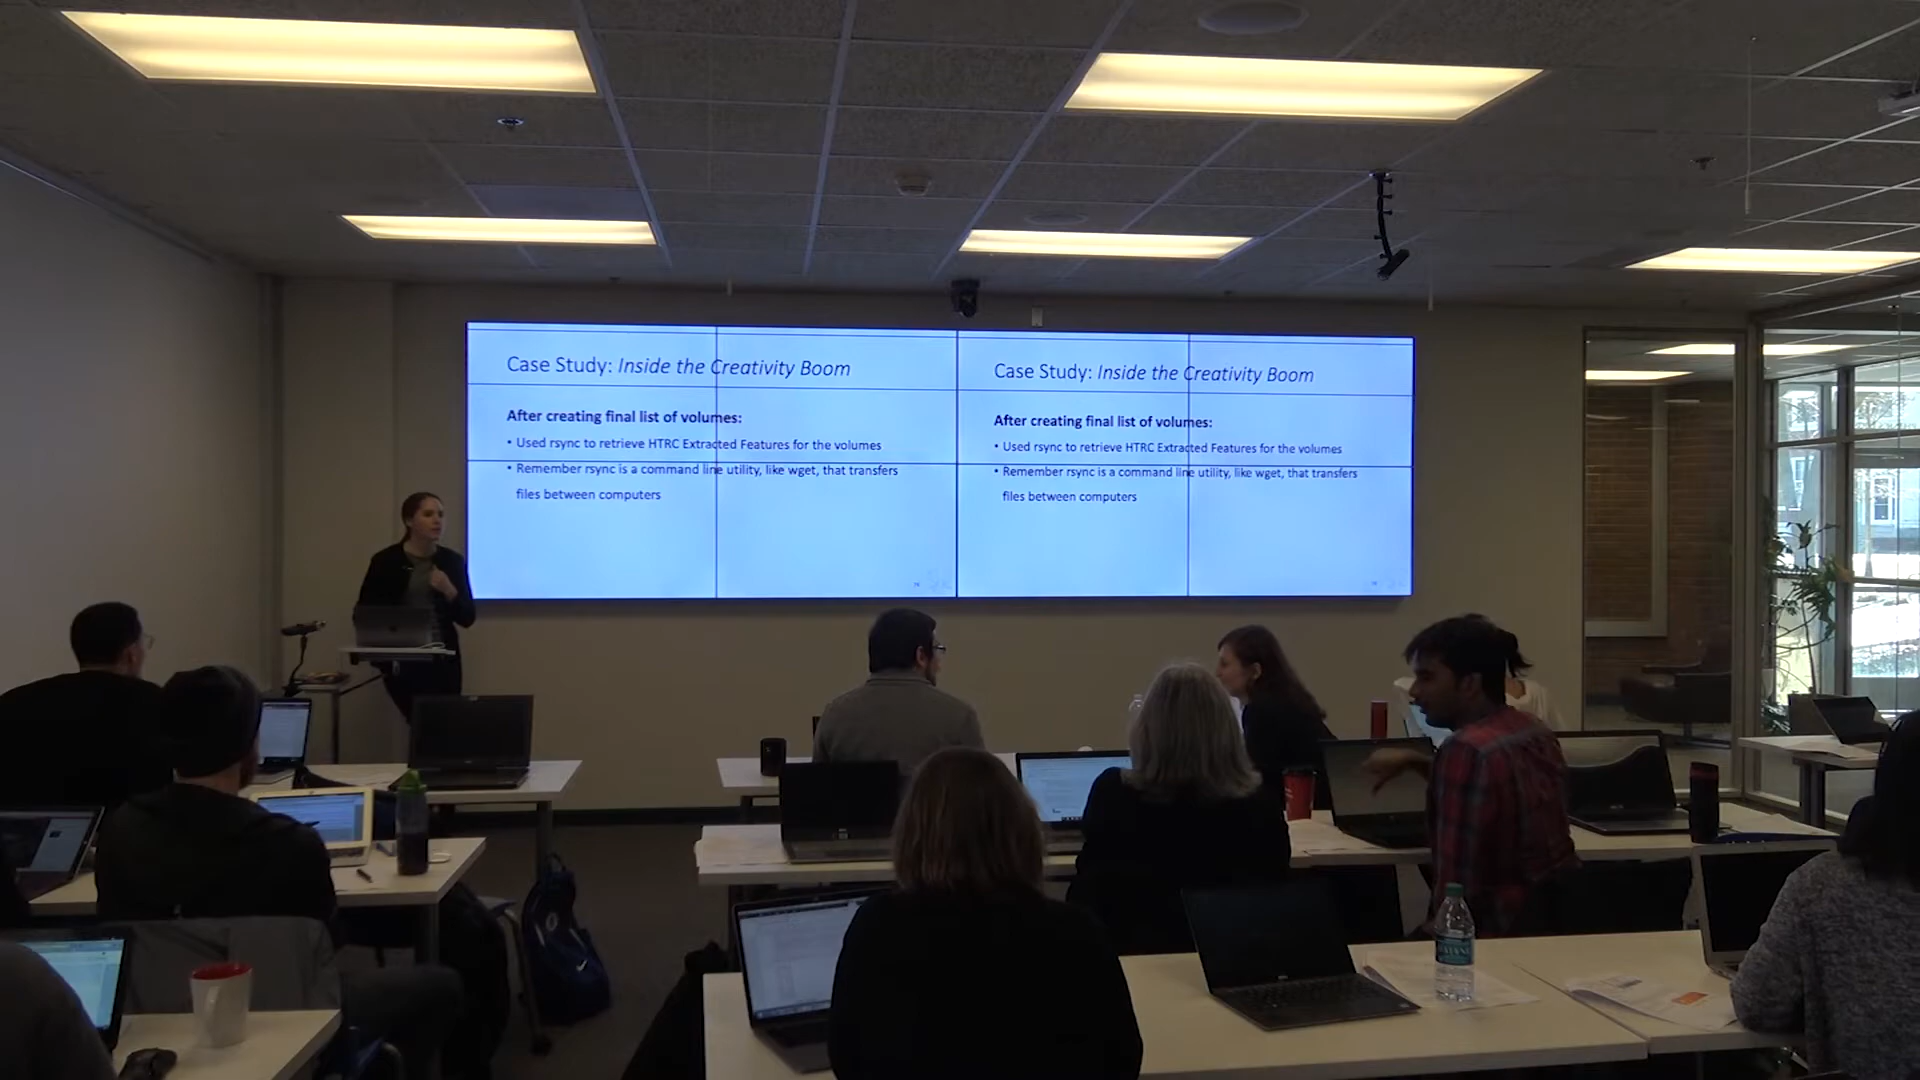 Case Study: Inside the Creativity Boom
After creating final list of volumes:
• Used rsync to retrieve HTRC Extracted Features for the volumes
• Remember rsync is a command line utility, like wget, that transfers
files between computers
Case Study: Inside the Creativity Boom
After creating final list of volumes:
• Used rsync to retrieve HTRC Extracted Features for the volumes
• Remember rsync is a command line utility, like wget, that transfers
files between computers